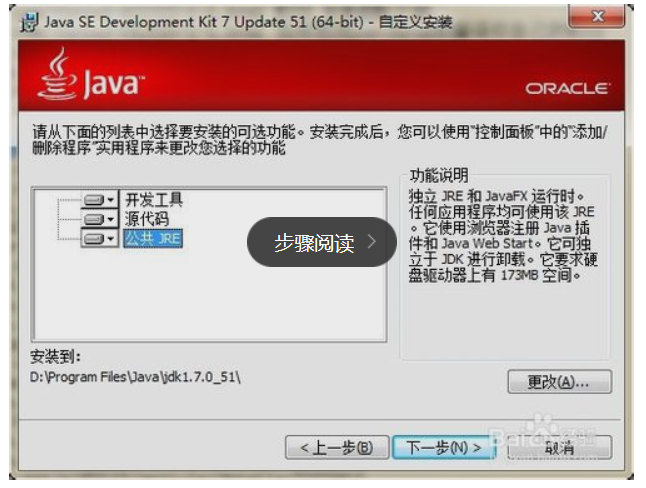 Java SE Development Kit 7 Update 51 (64-bit) - 自定义安装
Java™
ORACLE
请从下面的列表中选择要安装的可选功能。安装完成后，您可以使用"控制面板"中的"添加/
删除程序"实用程序来更改您选择的功能
开发工具
源代码
公共 JRE
步骤阅读 >
功能说明
独立 JRE 和 JavaFX 运行时。
任何应用程序均可使用该 JRE
。它使用浏览器注册 Java 插
件和 Java Web Start。它可独
立于 JDK 进行卸载。它要求硬
盘驱动器上有 173MB 空间。
安装到:
D:\Program Files\Java\jdk1.7.0_51\
更改(A)...
< 上一步(B)
下一步(N) >
取消
Baidu 经验